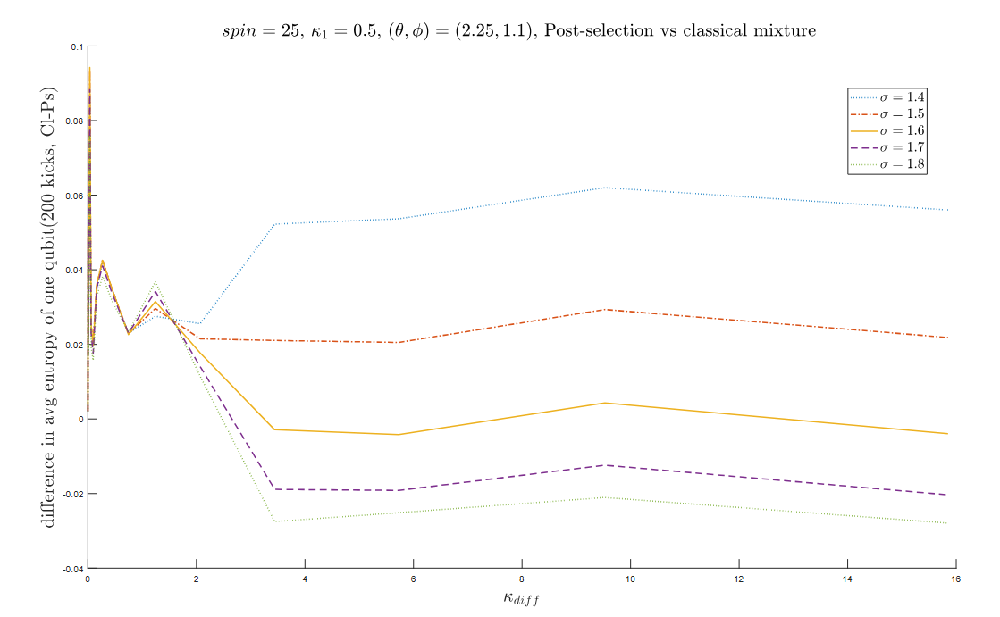 spin = 25, κ₁ = 0.5, (θ, ϕ) = (2.25, 1.1), Post-selection vs classical mixture
difference in avg entropy of one qubit(200 kicks, Cl-Ps)
0.1
0.08
0.06
0.04
0.02
0
-0.02
-0.04
σ = 1.4
σ = 1.5
σ = 1.6
σ = 1.7
σ = 1.8
0 2 4 6 8 10 12 14 16
κ_diff